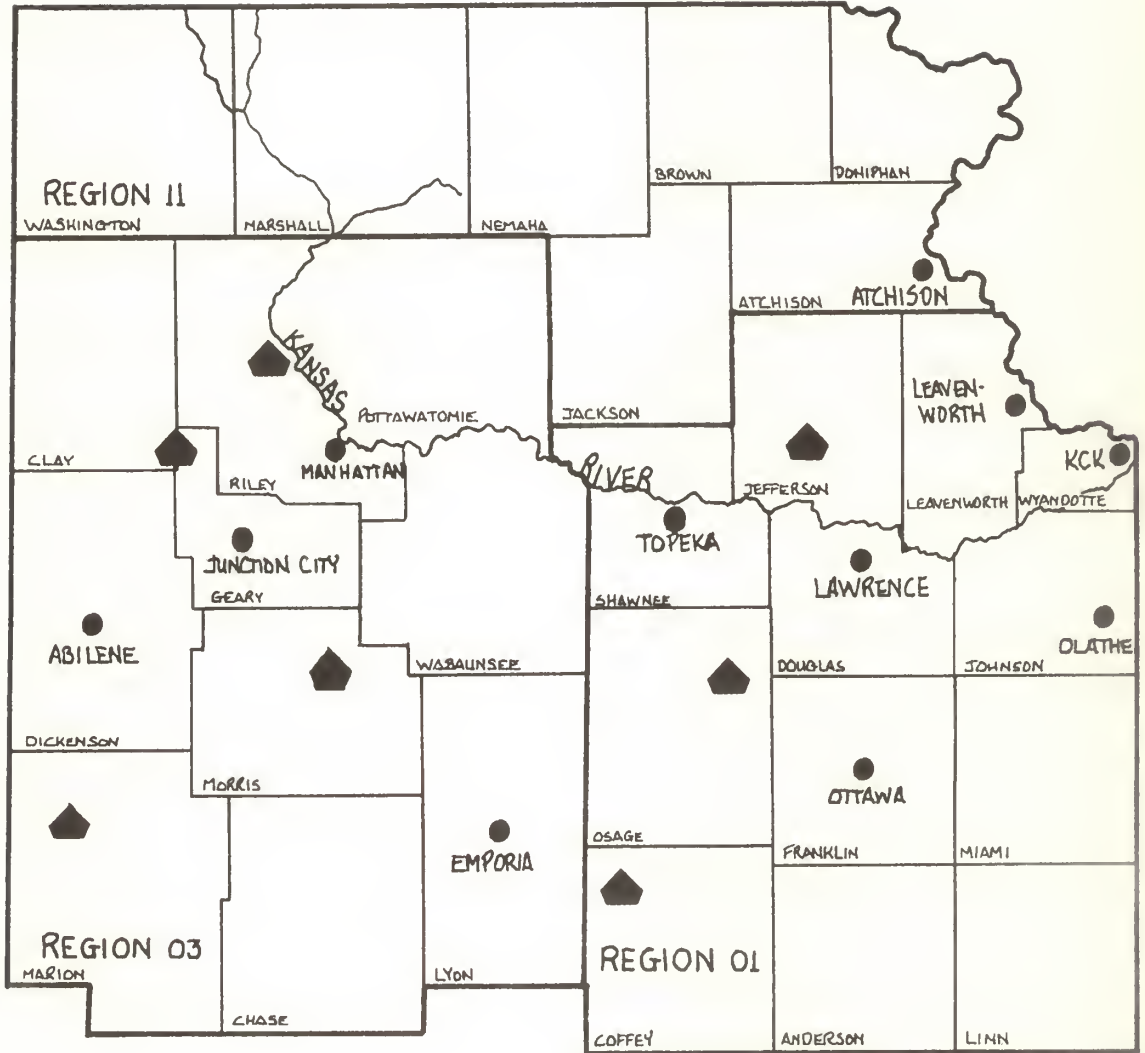 BROWN
DONIPHAN
REGION 11
WASHINGTON
MARSHALL
NEMAHA
ATCHISON
ATCHISON
KANSAS
LEAVEN-
WORTH
POTTAWATOMIE
JACKSON
CLAY
MANHATTAN
KCK
RIVER
RILEY
JEFFERSON
LEAVENWORTH
WYANDOTTE
TOPEKA
JUNCTION CITY
LAWRENCE
GEARY
SHAWNEE
ABILENE
OLATHE
WABAUNSEE
DOUGLAS
JOHNSON
DICKENSON
MORRIS
OTTAWA
OSAGE
EMPORIA
FRANKLIN
MIAMI
REGION 03
REGION 01
MARION
LYON
CHASE
COFFEY
ANDERSON
LINN